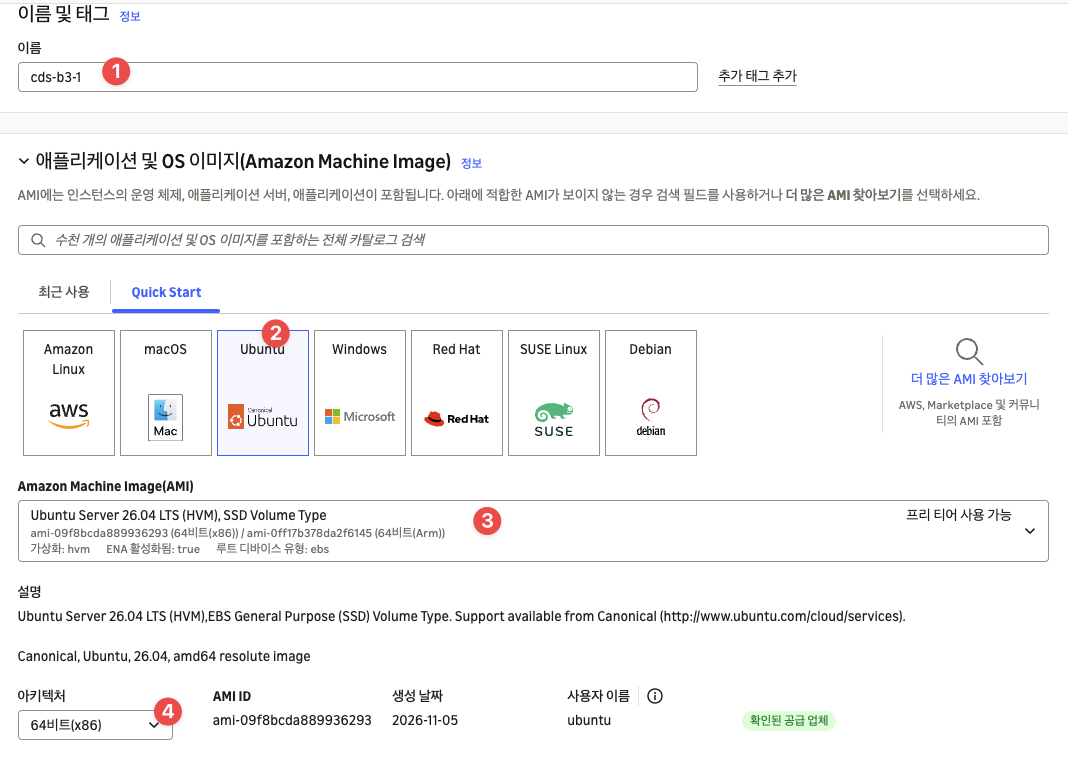 이름 및 태그 정보
이름
cds-b3-1
1
추가 태그 추가
애플리케이션 및 OS 이미지(Amazon Machine Image) 정보
AMI에는 인스턴스의 운영 체제, 애플리케이션 서버, 애플리케이션이 포함됩니다. 아래에 적합한 AMI가 보이지 않는 경우 검색 필드를 사용하거나 더 많은 AMI 찾아보기를 선택하세요.
수천 개의 애플리케이션 및 OS 이미지를 포함하는 전체 카탈로그 검색
최근 사용
Quick Start
2
Amazon Linux
aws
macOS
Mac
Ubuntu
Canonical
Ubuntu
Windows
Microsoft
Red Hat
Red Hat
SUSE Linux
SUSE
Debian
debian
더 많은 AMI 찾아보기
AWS, Marketplace 및 커뮤니
티의 AMI 포함
Amazon Machine Image(AMI)
Ubuntu Server 26.04 LTS (HVM), SSD Volume Type
3
프리 티어 사용 가능
ami-09f8bcda889936293 (64비트(x86)) / ami-0ff17b378da2f6145 (64비트(Arm))
가상화: hvm ENA 활성화됨: true 루트 디바이스 유형: ebs
설명
Ubuntu Server 26.04 LTS (HVM),EBS General Purpose (SSD) Volume Type. Support available from Canonical (http://www.ubuntu.com/cloud/services).
Canonical, Ubuntu, 26.04, amd64 resolute image
아키텍처
64비트(x86)
4
AMI ID
ami-09f8bcda889936293
생성 날짜
2026-11-05
사용자 이름
ubuntu
확인된 공급 업체